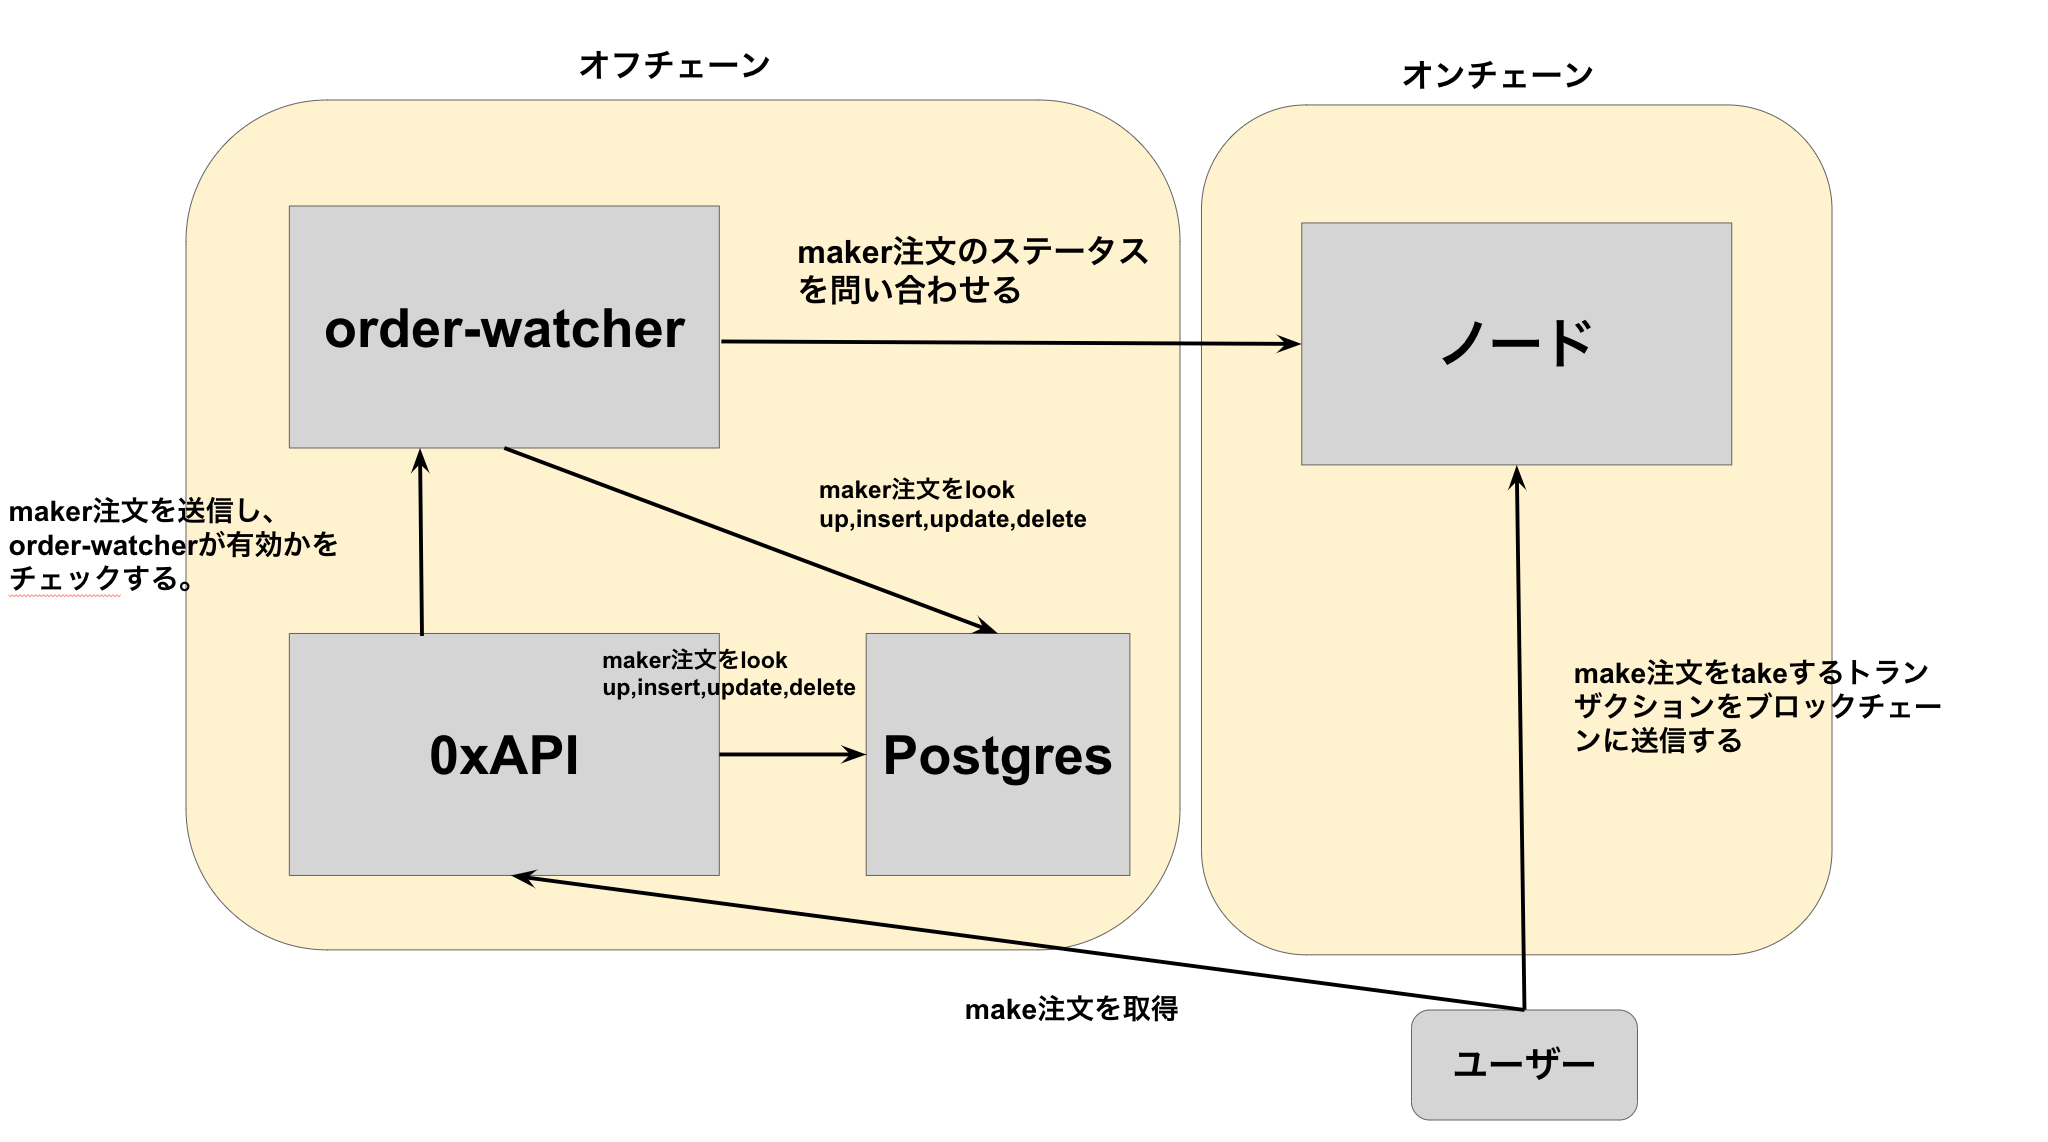 オフチェーン
オンチェーン
order-watcher
maker注文のステータス
を問い合わせる
ノード
maker注文を送信し、
order-watcherが有効かを
チェックする。
maker注文をlook
up,insert,update,delete
maker注文をlook
up,insert,update,delete
0xAPI
Postgres
make注文をtakeするトラン
ザクションをブロックチェー
ンに送信する
make注文を取得
ユーザー